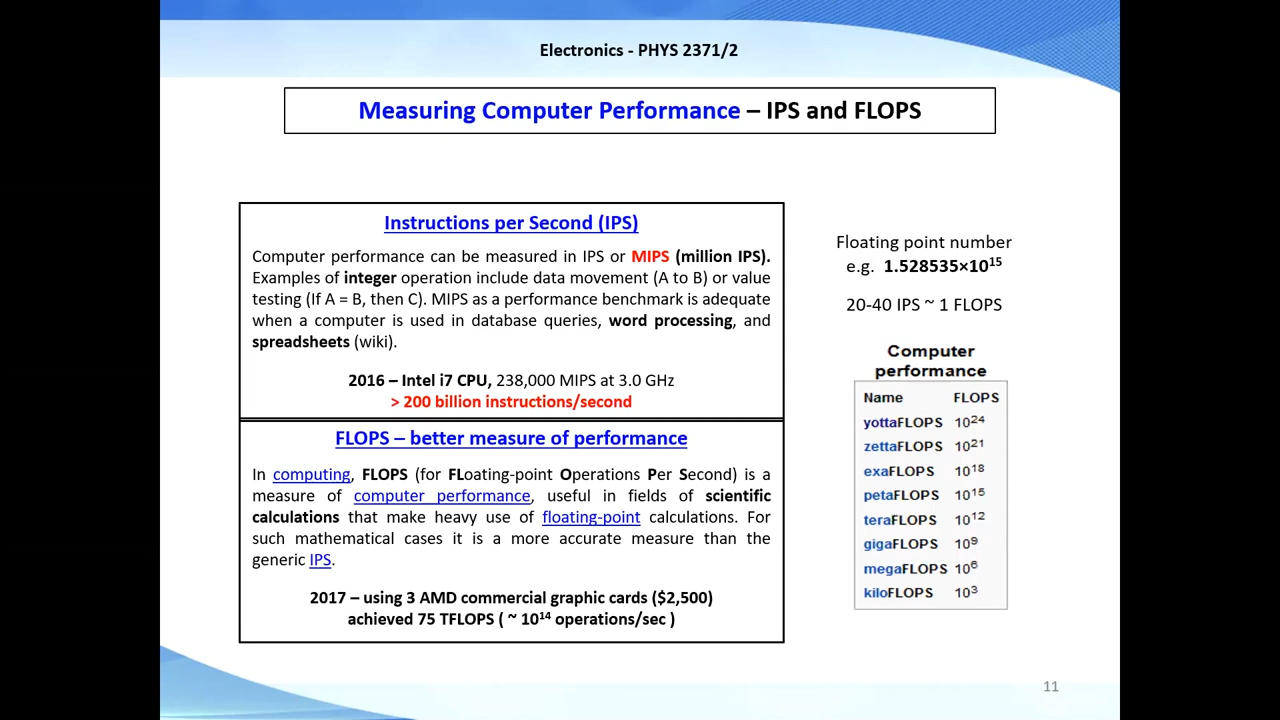 Electronics - PHYS 2371/2
Measuring Computer Performance – IPS and FLOPS
Instructions per Second (IPS)
Computer performance can be measured in IPS or MIPS (million IPS).
Examples of integer operation include data movement (A to B) or value
testing (If A = B, then C). MIPS as a performance benchmark is adequate
when a computer is used in database queries, word processing, and
spreadsheets (wiki).
2016 – Intel i7 CPU, 238,000 MIPS at 3.0 GHz
> 200 billion instructions/second
FLOPS – better measure of performance
In computing, FLOPS (for FLoating-point Operations Per Second) is a
measure of computer performance, useful in fields of scientific
calculations that make heavy use of floating-point calculations. For
such mathematical cases it is a more accurate measure than the
generic IPS.
2017 – using 3 AMD commercial graphic cards ($2,500)
achieved 75 TFLOPS ( ~ 10¹⁴ operations/sec )
Floating point number
e.g. 1.528535×10¹⁵
20-40 IPS ~ 1 FLOPS
Computer
performance
Name FLOPS
yottaFLOPS 10²⁴
zettaFLOPS 10²¹
exaFLOPS 10¹⁸
petaFLOPS 10¹⁵
teraFLOPS 10¹²
gigaFLOPS 10⁹
megaFLOPS 10⁶
kiloFLOPS 10³
11